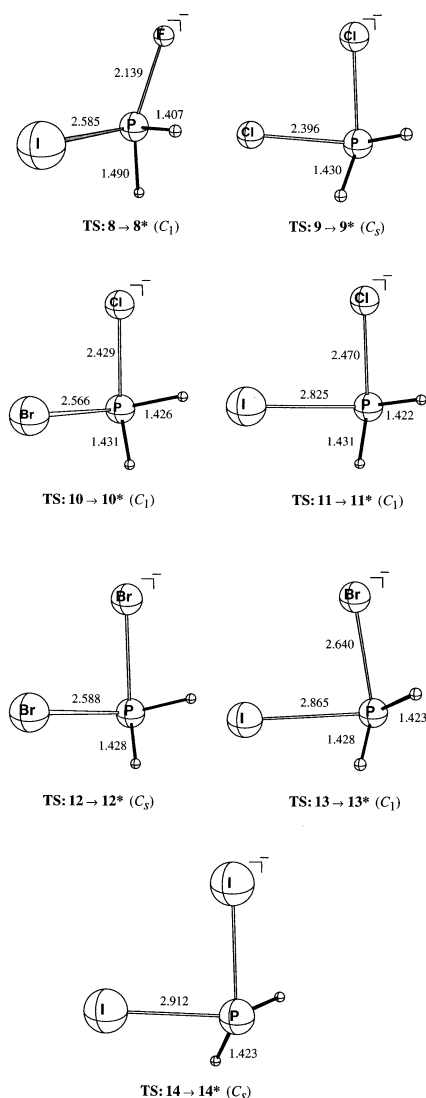 F
2.139
2.585
P
1.407
I
1.490
TS: 8 → 8* (C1)
Cl
Cl
2.396
P
1.430
TS: 9 → 9* (Cs)
Cl
2.429
Br
2.566
P
1.426
1.431
TS: 10 → 10* (C1)
Cl
2.470
I
2.825
P
1.422
1.431
TS: 11 → 11* (C1)
Br
Br
2.588
P
1.428
TS: 12 → 12* (Cs)
Br
2.640
I
2.865
P
1.423
1.428
TS: 13 → 13* (C1)
I
I
2.912
P
1.423
TS: 14 → 14* (Cs)